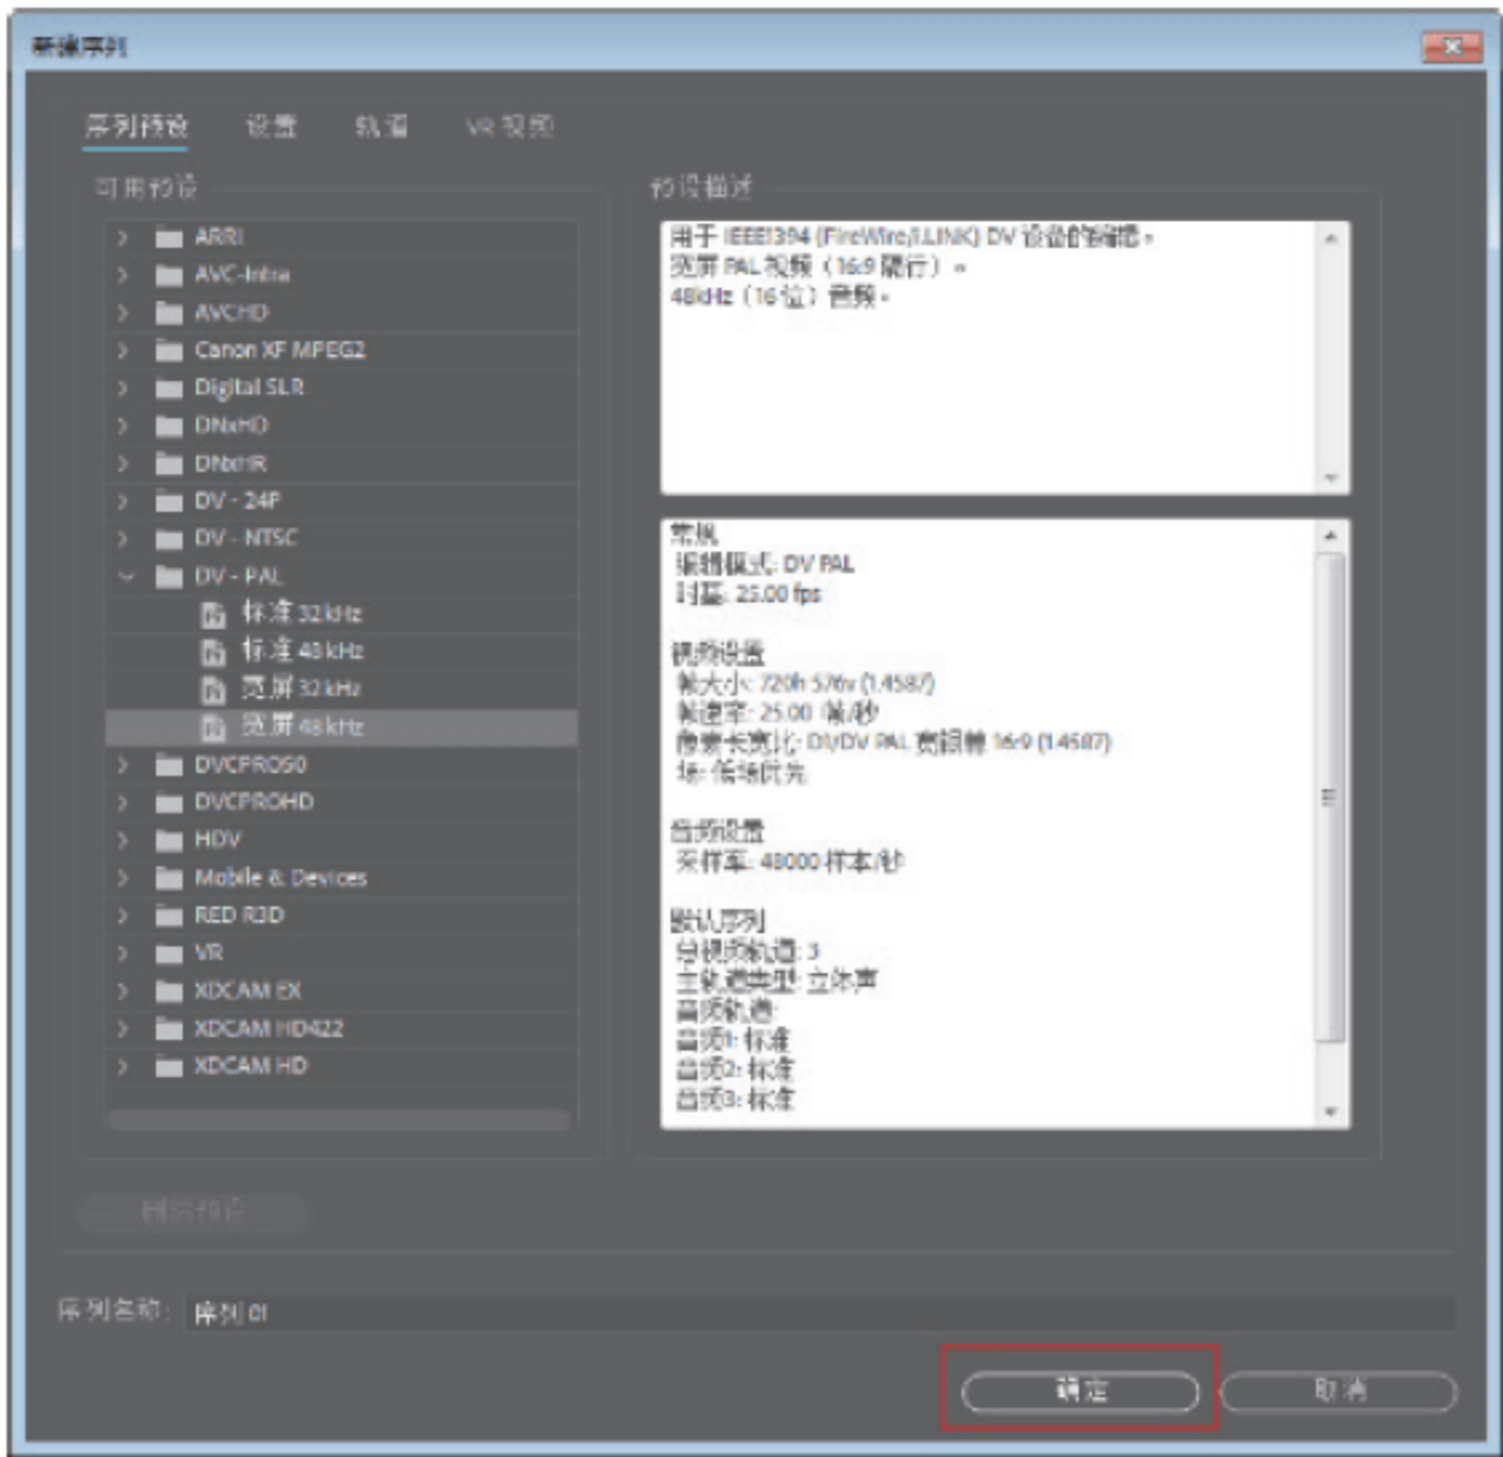 新建序列
序列预设 设置 轨道 VR 视频
可用预设
ARRI
AVC-Intra
AVCHD
Canon XF MPEG2
Digital SLR
DNxHD
DNxHR
DV - 24P
DV - NTSC
DV - PAL
标准 32kHz
标准 48kHz
宽屏 32kHz
宽屏 48kHz
DVCPRO50
DVCPROHD
HDV
Mobile & Devices
RED R3D
VR
XDCAM EX
XDCAM HD422
XDCAM HD
删除预设
预设描述
用于 IEEE1394 (FireWire/i.LINK) DV 设备的编辑。
宽屏 PAL 视频（16:9 隔行）。
48kHz（16 位）音频。
常规
编辑模式: DV PAL
时基: 25.00 fps
视频设置
帧大小: 720h 576v (1.4587)
帧速率: 25.00 帧/秒
像素长宽比: D1/DV PAL 宽银幕 16:9 (1.4587)
场: 低场优先
音频设置
采样率: 48000 样本/秒
默认序列
总视频轨道: 3
主轨道类型: 立体声
音频轨道:
音频1: 标准
音频2: 标准
音频3: 标准
序列名称: 序列 01
确定 取消